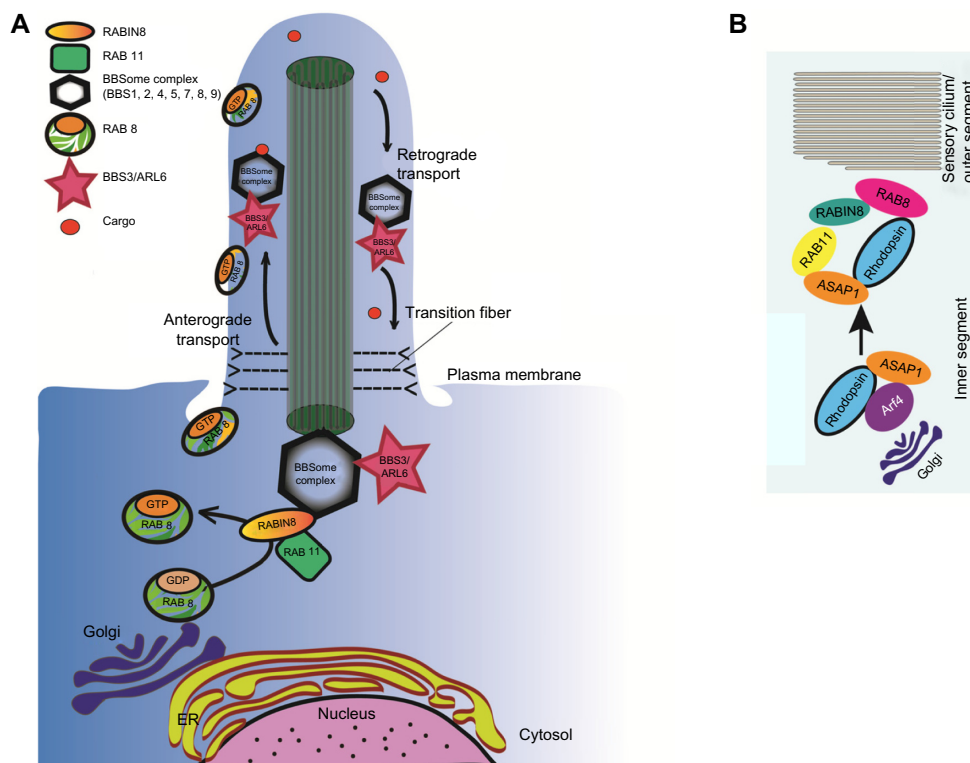 A
RABIN8
RAB 11
BBSome complex
(BBS1, 2, 4, 5, 7, 8, 9)
RAB 8
BBS3/ARL6
Cargo
GTP
RAB 8
BBSome
complex
BBS3/
ARL6
GTP
RAB 8
Anterograde
transport
Retrograde
transport
BBSome
complex
BBS3/
ARL6
Transition fiber
Plasma membrane
GTP
RAB 8
BBSome
complex
BBS3/
ARL6
GTP
RAB 8
RABIN8
RAB 11
GDP
RAB 8
Golgi
ER
Nucleus
Cytosol
B
Sensory cilium/
outer segment
RAB8
RABIN8
RAB11
Rhodopsin
ASAP1
Inner segment
ASAP1
Rhodopsin
Arf4
Golgi